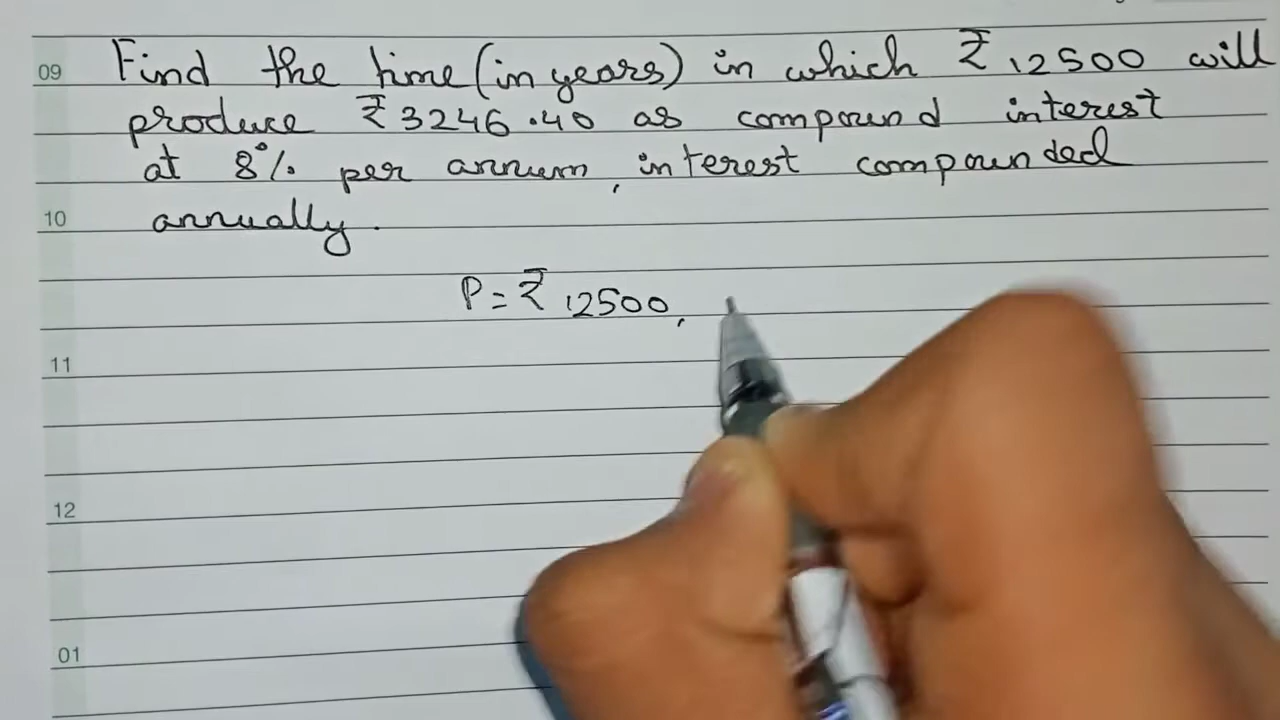 09 Find the time (in years) in which ₹ 12500 will
produce ₹3246.40 as compound interest
at 8% per annum, interest compounded
10 annually.
P = ₹ 12500,
11
12
01